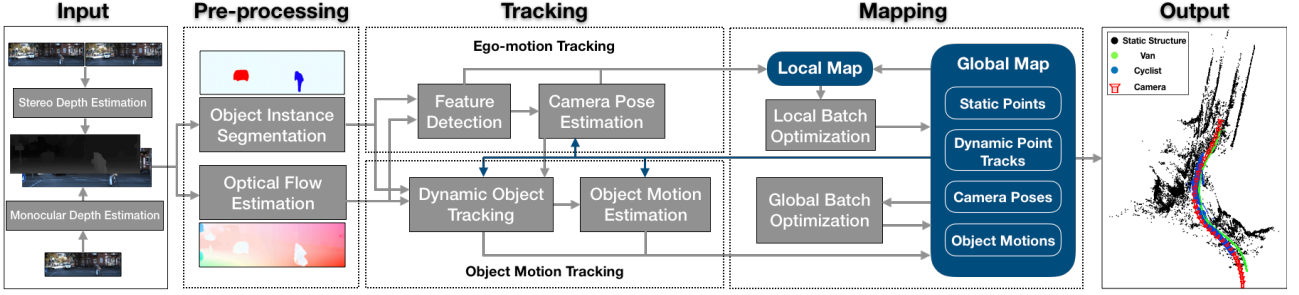 Input
Pre-processing
Tracking
Mapping
Output
Stereo Depth Estimation
Monocular Depth Estimation
Object Instance
Segmentation
Optical Flow
Estimation
Ego-motion Tracking
Feature
Detection
Camera Pose
Estimation
Dynamic Object
Tracking
Object Motion
Estimation
Object Motion Tracking
Local Map
Local Batch
Optimization
Global Batch
Optimization
Global Map
Static Points
Dynamic Point
Tracks
Camera Poses
Object Motions
Static Structure
Van
Cyclist
Camera